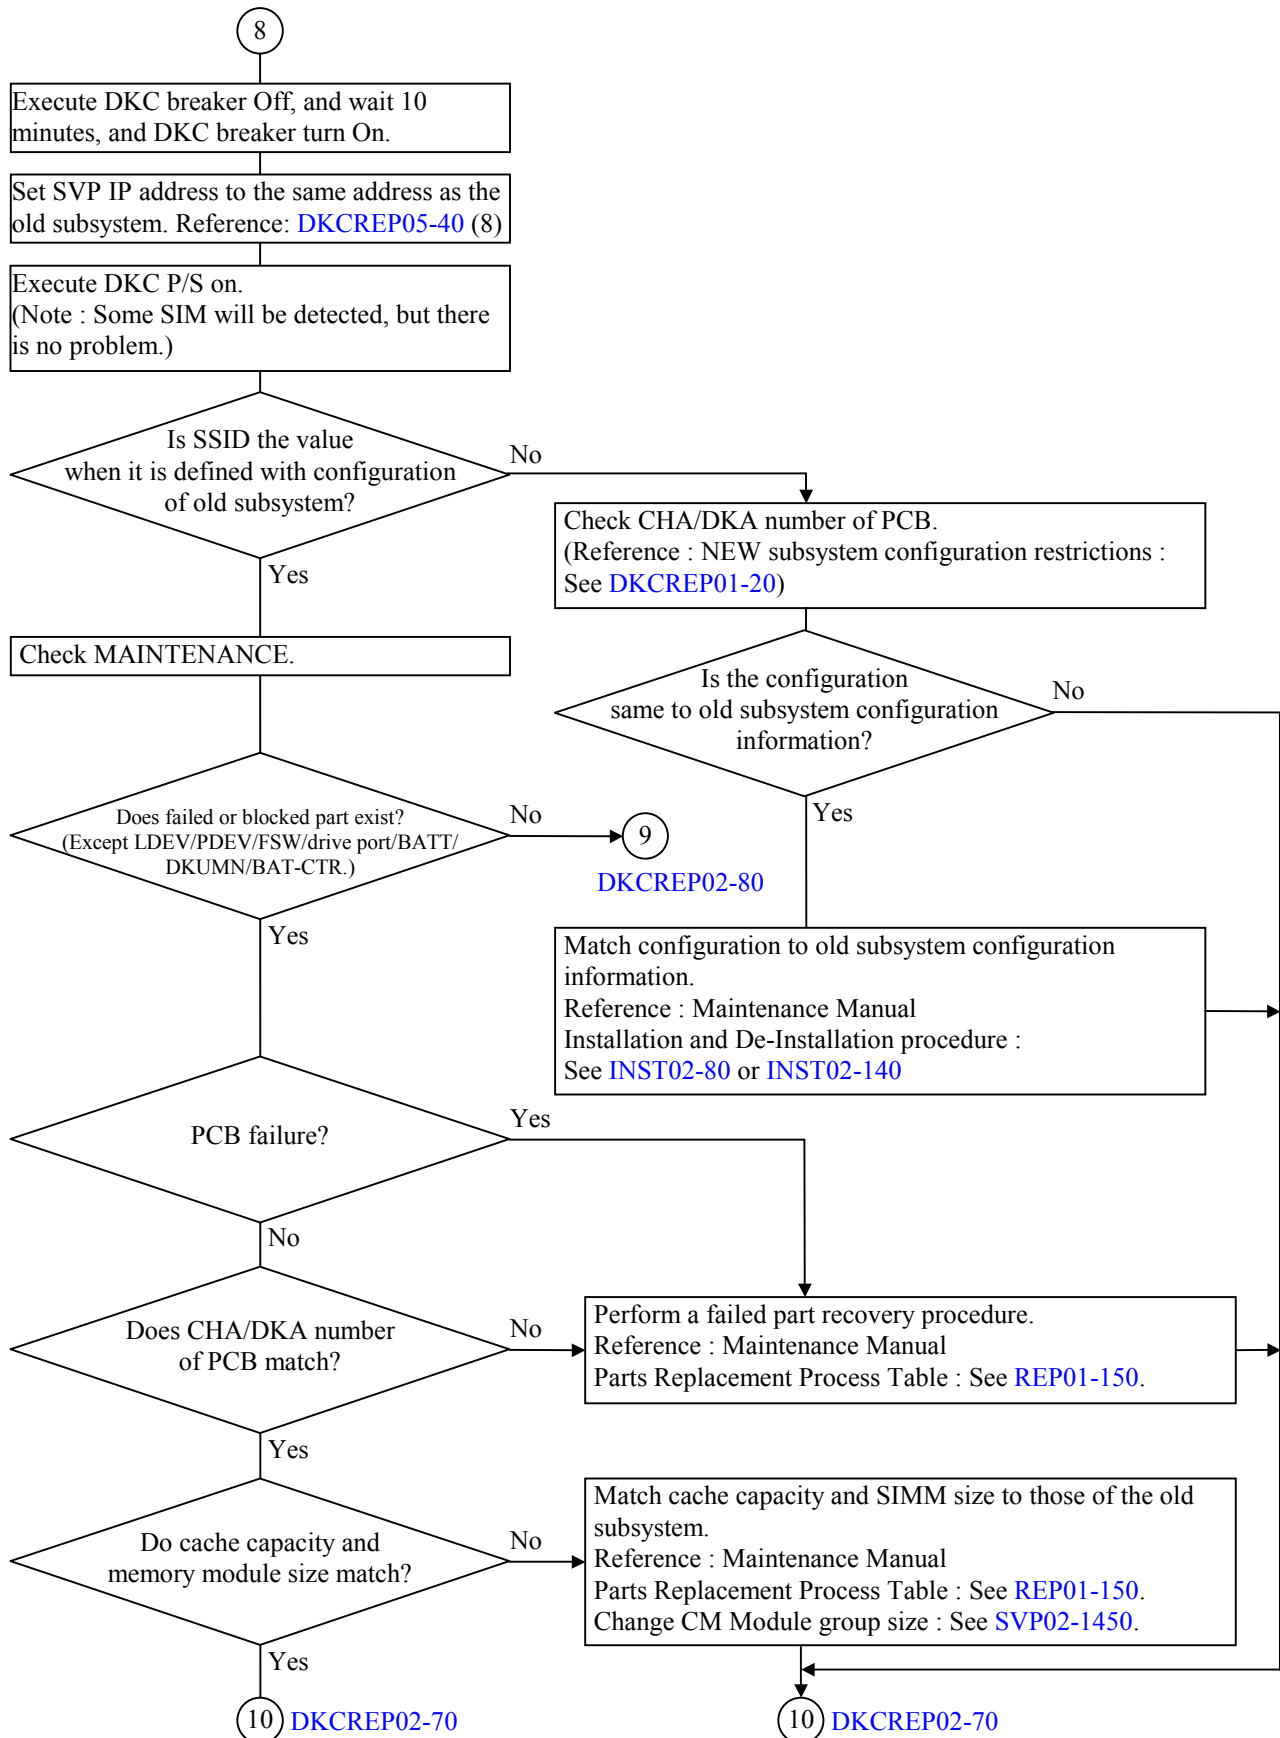 8
Execute DKC breaker Off, and wait 10
minutes, and DKC breaker turn On.
Set SVP IP address to the same address as the
old subsystem. Reference: DKCREP05-40 (8)
Execute DKC P/S on.
(Note : Some SIM will be detected, but there
is no problem.)
Is SSID the value
when it is defined with configuration
of old subsystem?
No
Yes
Check CHA/DKA number of PCB.
(Reference : NEW subsystem configuration restrictions :
See DKCREP01-20)
Check MAINTENANCE.
Is the configuration
same to old subsystem configuration
information?
No
Yes
Does failed or blocked part exist?
(Except LDEV/PDEV/FSW/drive port/BATT/
DKUMN/BAT-CTR.)
No
9
DKCREP02-80
Yes
Match configuration to old subsystem configuration
information.
Reference : Maintenance Manual
Installation and De-Installation procedure :
See INST02-80 or INST02-140
PCB failure?
Yes
No
Does CHA/DKA number
of PCB match?
No
Perform a failed part recovery procedure.
Reference : Maintenance Manual
Parts Replacement Process Table : See REP01-150.
Yes
Do cache capacity and
memory module size match?
No
Match cache capacity and SIMM size to those of the old
subsystem.
Reference : Maintenance Manual
Parts Replacement Process Table : See REP01-150.
Change CM Module group size : See SVP02-1450.
Yes
10 DKCREP02-70
10 DKCREP02-70